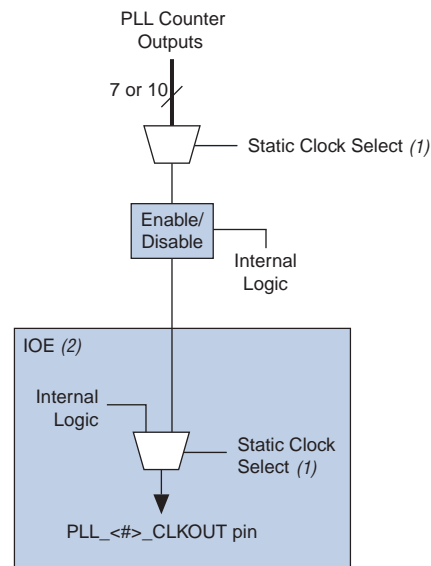 PLL Counter
Outputs
7 or 10
Static Clock Select (1)
Enable/
Disable
Internal
Logic
IOE (2)
Internal
Logic
Static Clock
Select (1)
PLL_<#>_CLKOUT pin